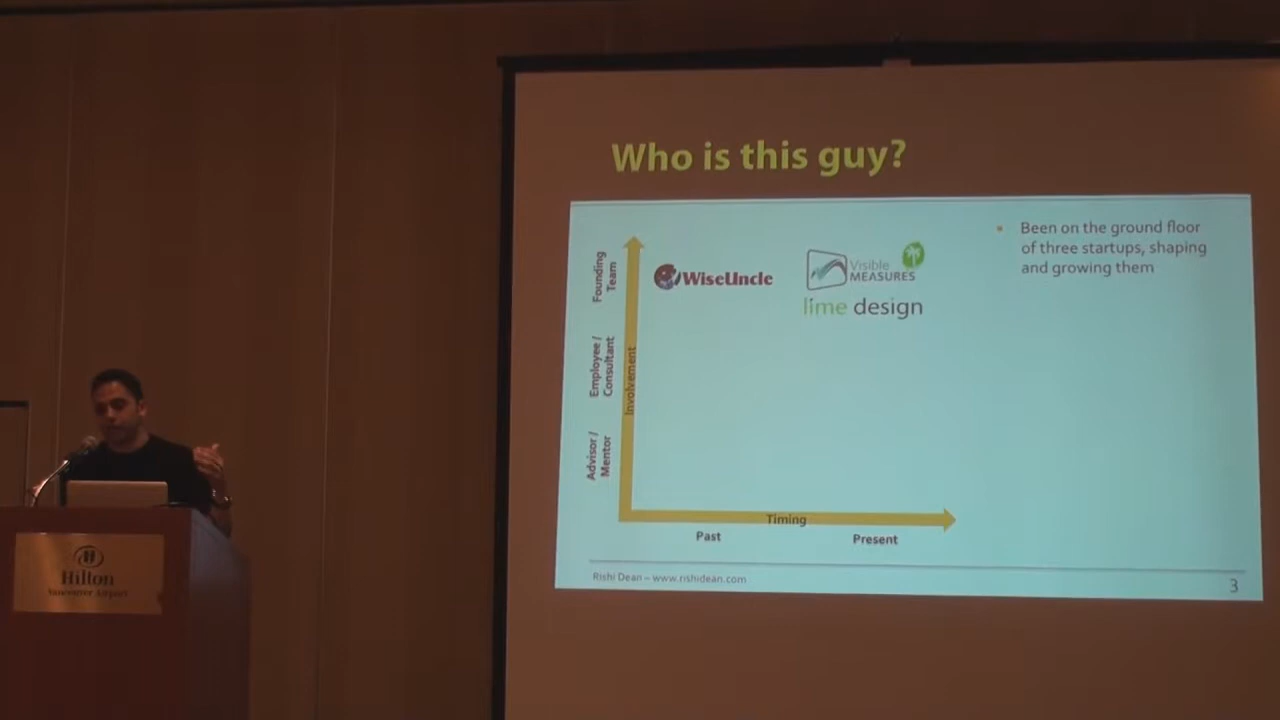 Who is this guy?
Founding
Team
Employee /
Consultant
Advisor /
Mentor
Involvement
WiseUncle
Visible
MEASURES
lime design
Been on the ground floor
of three startups, shaping
and growing them
Timing
Past
Present
Rishi Dean – www.rishidean.com
3
H
Hilton
Vancouver Airport